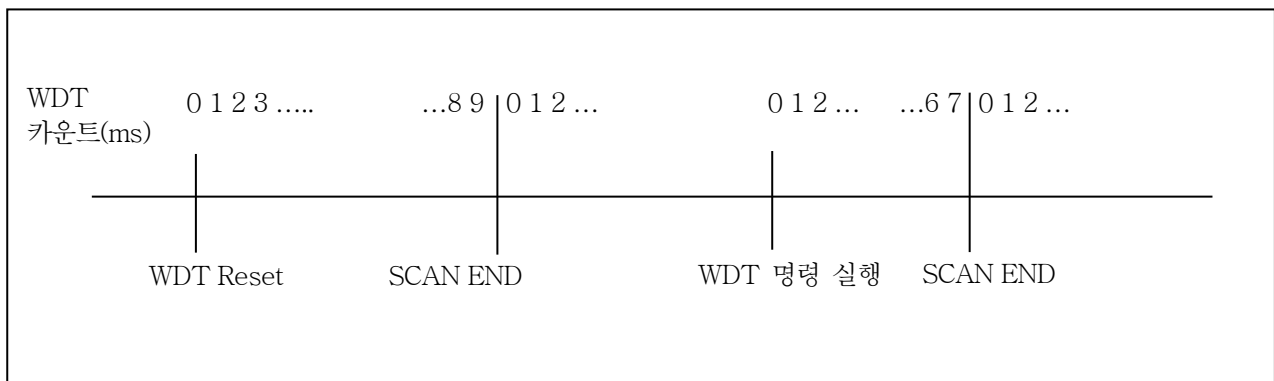 WDT
카운트(ms)
0 1 2 3 ..... ...8 9 0 1 2 ... 0 1 2 ... ...6 7 0 1 2 ...
WDT Reset SCAN END WDT 명령 실행 SCAN END